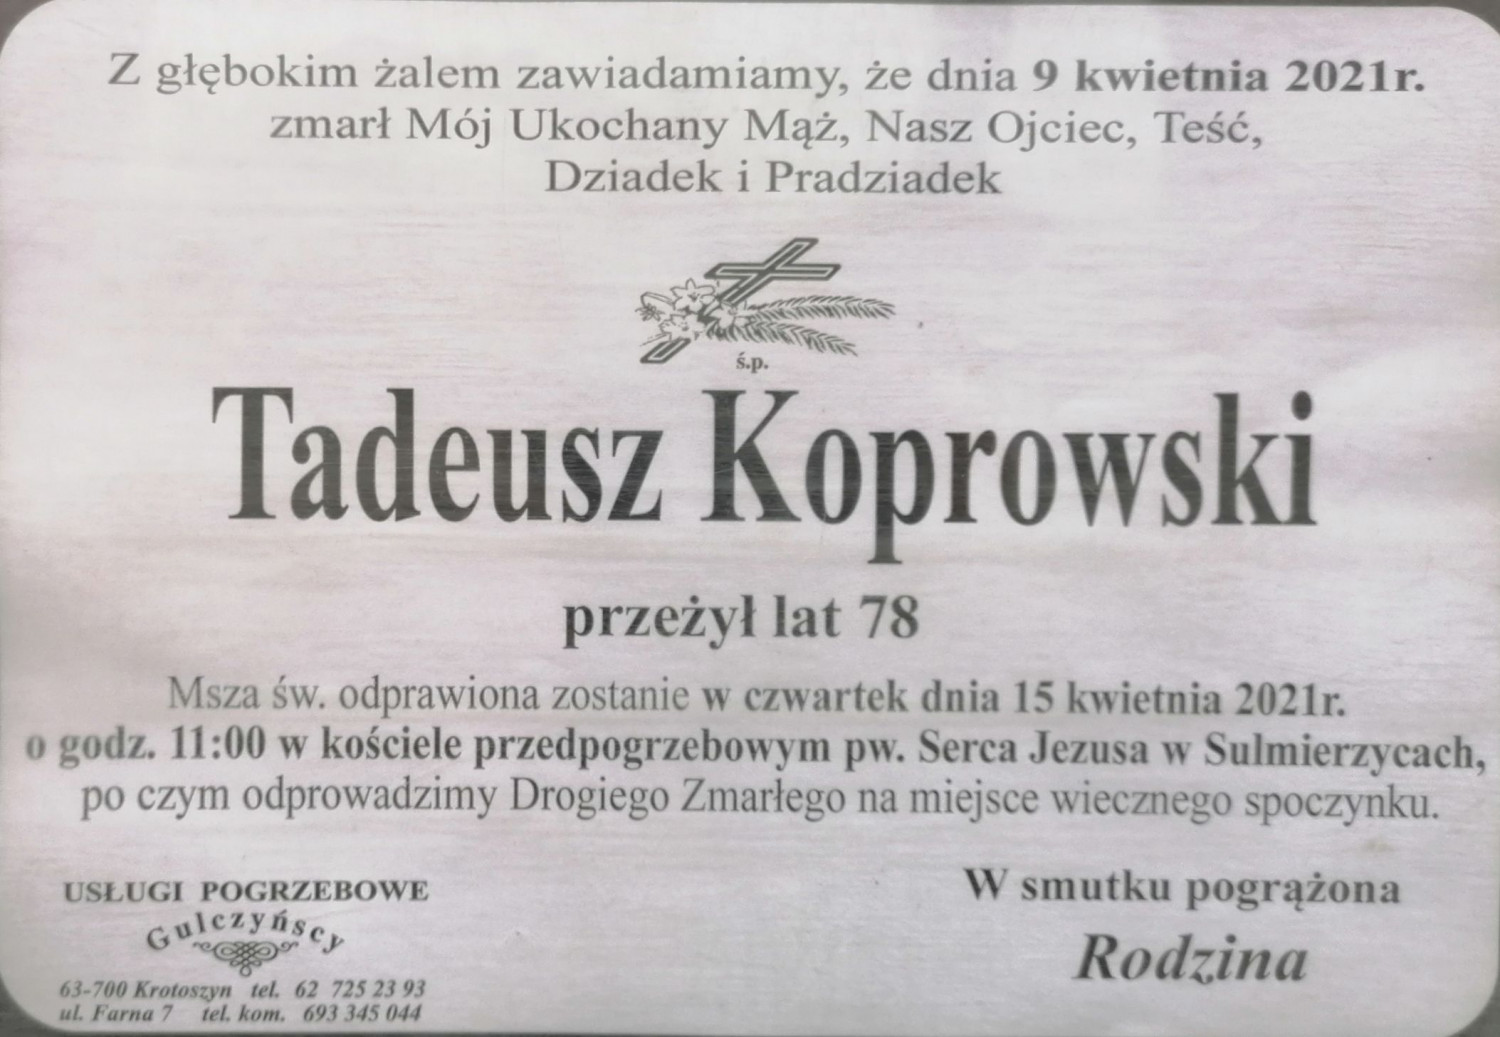 Z głębokim żalem zawiadamiamy, że dnia 9 kwietnia 2021r.
zmarł Mój Ukochany Mąż, Nasz Ojciec, Teść,
Dziadek i Pradziadek
ś.p.
Tadeusz Koprowski
przeżył lat 78
Msza św. odprawiona zostanie w czwartek dnia 15 kwietnia 2021r.
o godz. 11:00 w kościele przedpogrzebowym pw. Serca Jezusa w Sulmierzycach,
po czym odprowadzimy Drogiego Zmarłego na miejsce wiecznego spoczynku.
W smutku pogrążona
Rodzina
USŁUGI POGRZEBOWE
Gulczyńscy
63-700 Krotoszyn tel. 62 725 23 93
ul. Farna 7 tel. kom. 693 345 044